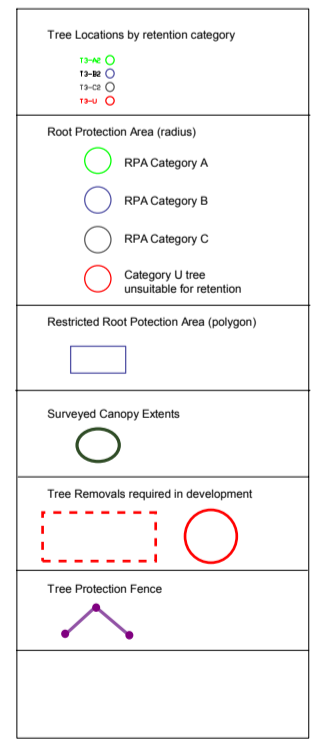 Tree Locations by retention category
T3-A2
T3-B2
T3-C2
T3-U
Root Protection Area (radius)
RPA Category A
RPA Category B
RPA Category C
Category U tree
unsuitable for retention
Restricted Root Potection Area (polygon)
Surveyed Canopy Extents
Tree Removals required in development
Tree Protection Fence